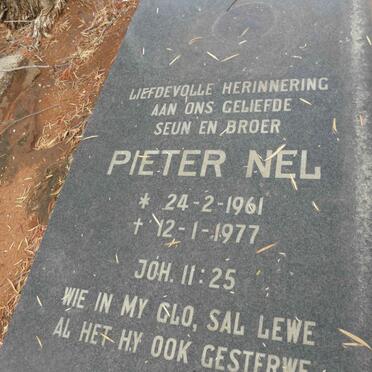 LIEFDEVOLLE HERINNERING
AAN ONS GELIEFDE
SEUN EN BROER
PIETER NEL
* 24-2-1961
† 12-1-1977
JOH. 11:25
WIE IN MY GLO, SAL LEWE
AL HET HY OOK GESTERWE